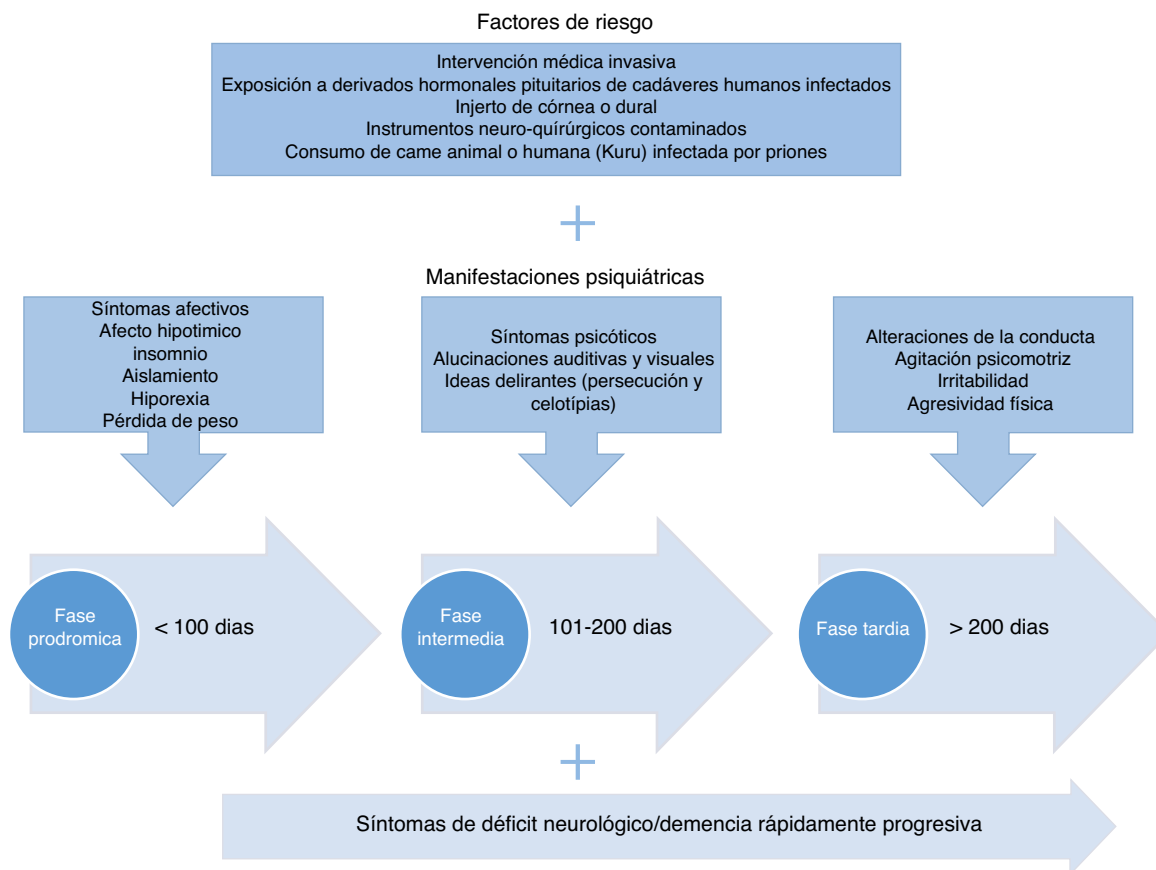 Factores de riesgo
Intervención médica invasiva
Exposición a derivados hormonales pituitarios de cadáveres humanos infectados
Injerto de córnea o dural
Instrumentos neuro-quírúrgicos contaminados
Consumo de came animal o humana (Kuru) infectada por priones
+
Manifestaciones psiquiátricas
Síntomas afectivos
Afecto hipotimico
insomnio
Aislamiento
Hiporexia
Pérdida de peso
Síntomas psicóticos
Alucinaciones auditivas y visuales
Ideas delirantes (persecución y
celotípias)
Alteraciones de la conducta
Agitación psicomotriz
Irritabilidad
Agresividad física
Fase
prodromica
< 100 dias
Fase
intermedia
101-200 dias
Fase tardia
> 200 dias
+
Síntomas de déficit neurológico/demencia rápidamente progresiva